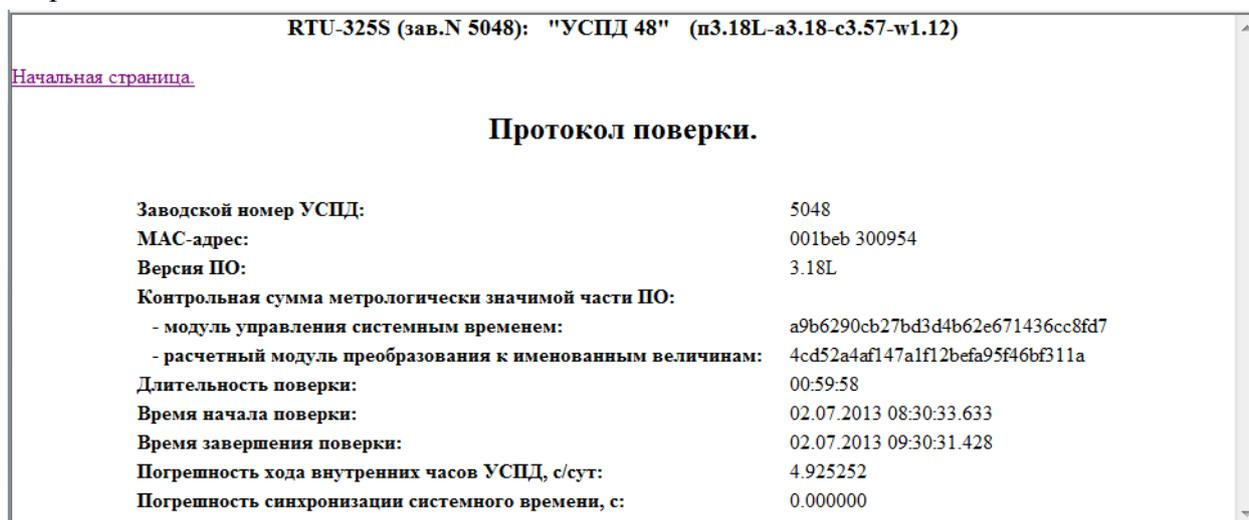 RTU-325S (зав.N 5048): "УСПД 48" (п3.18L-а3.18-с3.57-w1.12)
Начальная страница.
Протокол поверки.
Заводской номер УСПД: 5048
МАС-адрес: 001beb 300954
Версия ПО: 3.18L
Контрольная сумма метрологически значимой части ПО:
- модуль управления системным временем: a9b6290cb27bd3d4b62e671436cc8fd7
- расчетный модуль преобразования к именованным величинам: 4cd52a4af147a1f12befa95f46bf311a
Длительность поверки: 00:59:58
Время начала поверки: 02.07.2013 08:30:33.633
Время завершения поверки: 02.07.2013 09:30:31.428
Погрешность хода внутренних часов УСПД, с/сут: 4.925252
Погрешность синхронизации системного времени, с: 0.000000